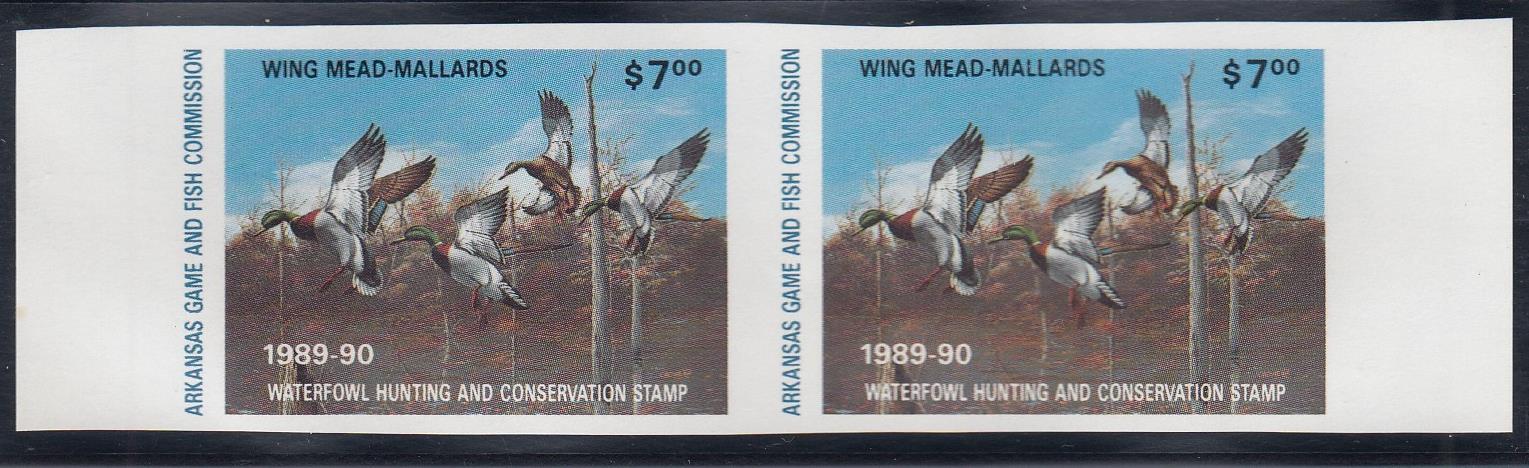 ARKANSAS GAME AND FISH COMMISSION
WING MEAD-MALLARDS
$7.00
1989-90
WATERFOWL HUNTING AND CONSERVATION STAMP
ARKANSAS GAME AND FISH COMMISSION
WING MEAD-MALLARDS
$7.00
1989-90
WATERFOWL HUNTING AND CONSERVATION STAMP